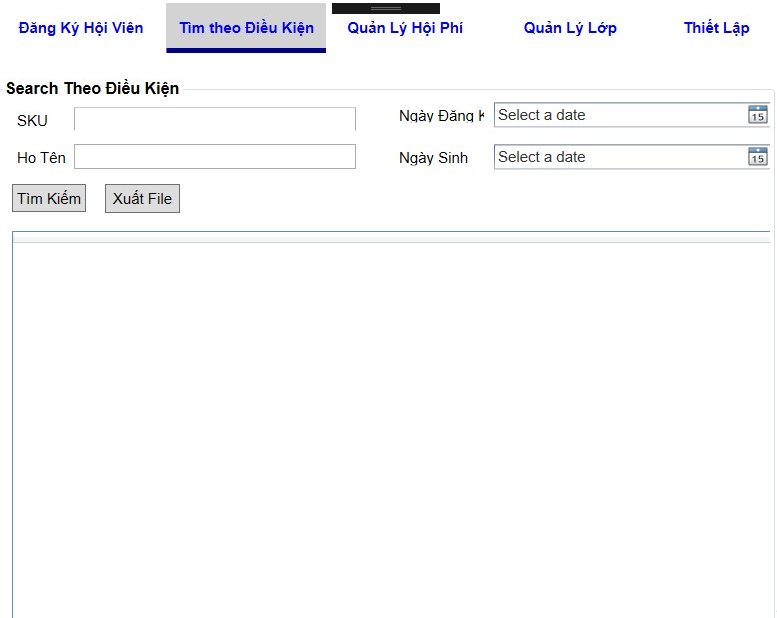 Đăng Ký Hội Viên Tìm theo Điều Kiện Quản Lý Hội Phí Quản Lý Lớp Thiết Lập
Search Theo Điều Kiện
SKU Ngày Đăng K Select a date 15
Ho Tên Ngày Sinh Select a date 15
Tìm Kiếm Xuất File